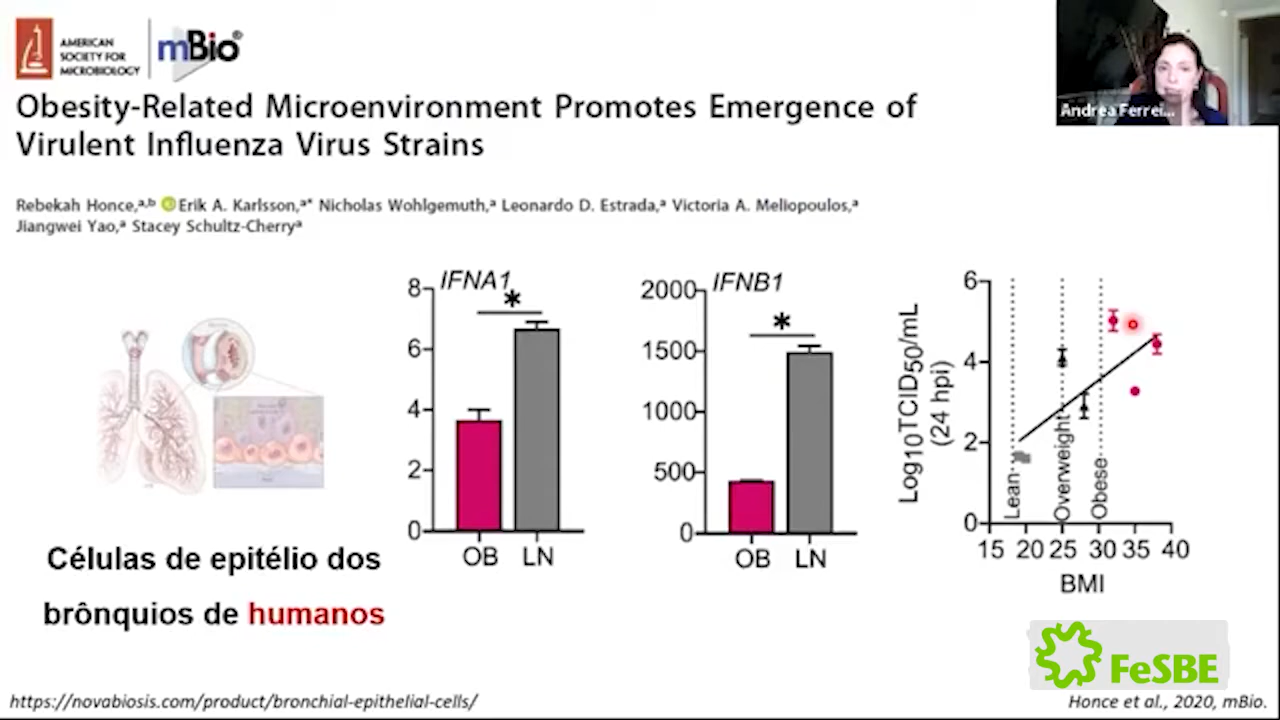 AMERICAN
SOCIETY FOR
MICROBIOLOGY
mBio®
Andrea Ferrei...
Obesity-Related Microenvironment Promotes Emergence of
Virulent Influenza Virus Strains
Rebekah Honce,a,b Erik A. Karlsson,a* Nicholas Wohlgemuth,a Leonardo D. Estrada,a Victoria A. Meliopoulos,a
Jiangwei Yao,a Stacey Schultz-Cherrya
IFNA1
*
8
6
4
2
0
OB LN
IFNB1
*
2000
1500
1000
500
0
OB LN
Log10TCID50/mL
(24 hpi)
6
4
2
0
Lean
Overweight
Obese
15 20 25 30 35 40
BMI
Células de epitélio dos
brônquios de humanos
FeSBE
https://novabiosis.com/product/bronchial-epithelial-cells/
Honce et al., 2020, mBio.